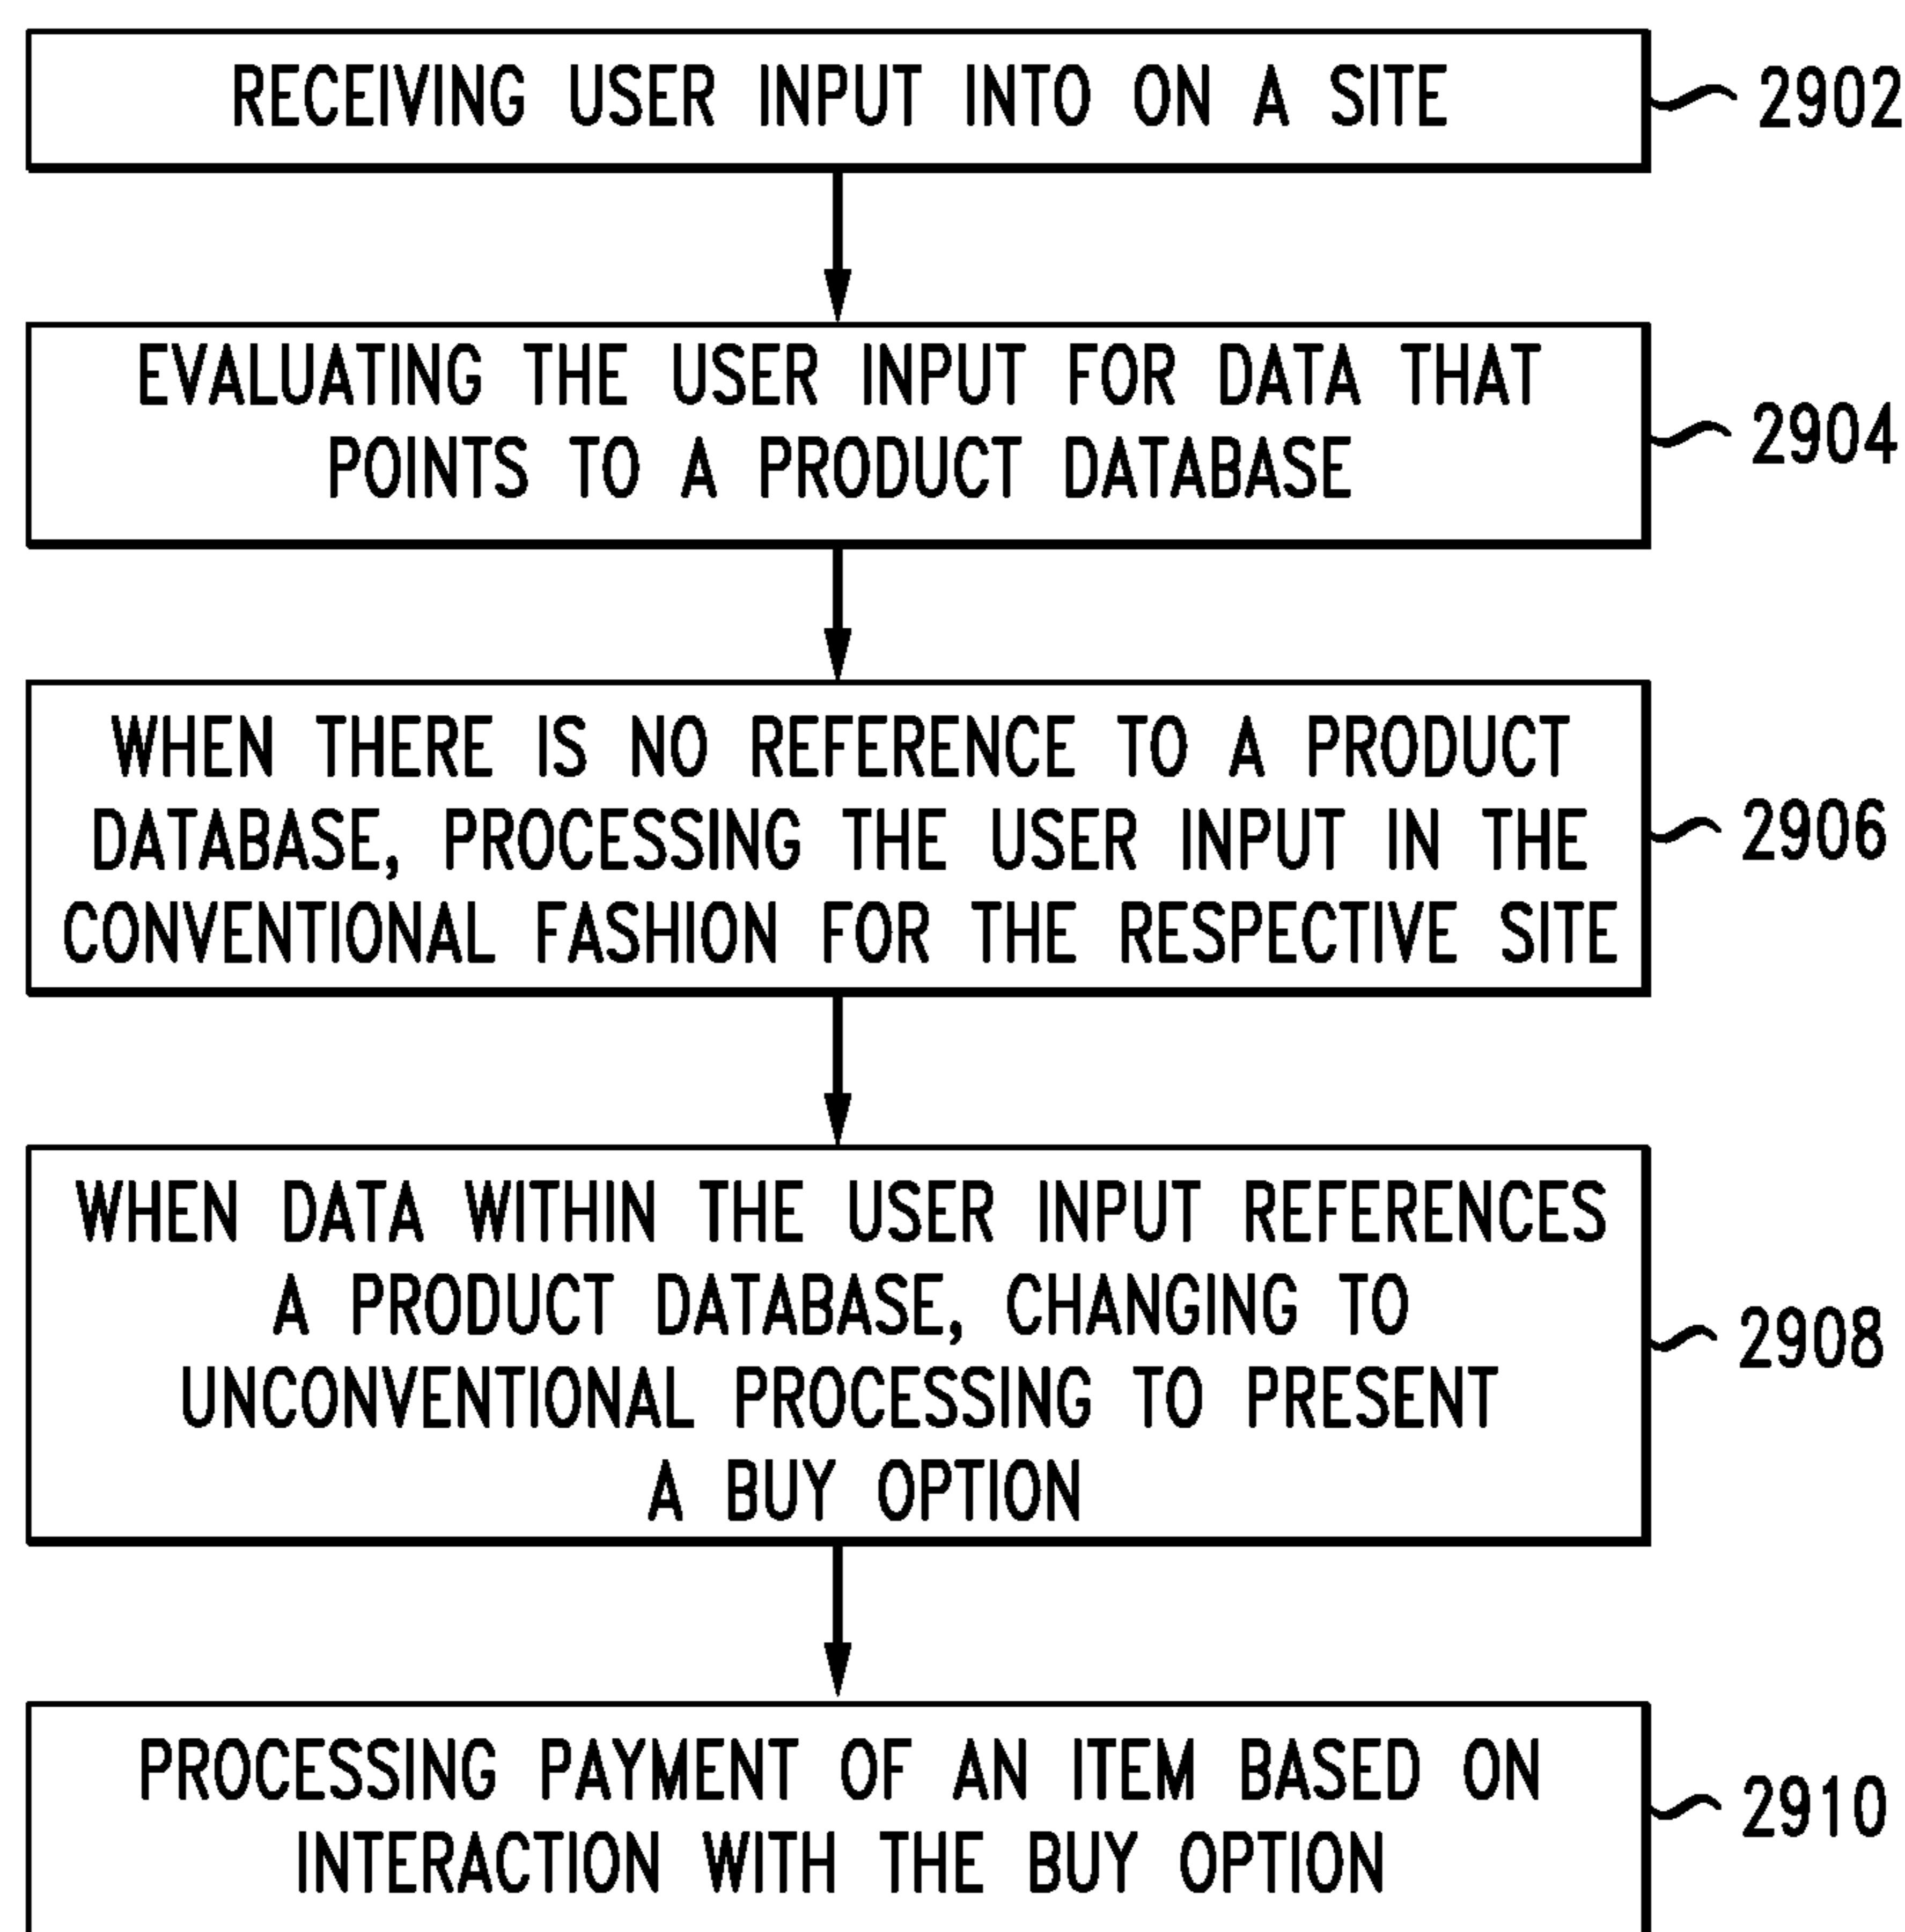 RECEIVING USER INPUT INTO ON A SITE
2902
EVALUATING THE USER INPUT FOR DATA THAT
POINTS TO A PRODUCT DATABASE
2904
WHEN THERE IS NO REFERENCE TO A PRODUCT
DATABASE, PROCESSING THE USER INPUT IN THE
CONVENTIONAL FASHION FOR THE RESPECTIVE SITE
2906
WHEN DATA WITHIN THE USER INPUT REFERENCES
A PRODUCT DATABASE, CHANGING TO
UNCONVENTIONAL PROCESSING TO PRESENT
A BUY OPTION
2908
PROCESSING PAYMENT OF AN ITEM BASED ON
INTERACTION WITH THE BUY OPTION
2910